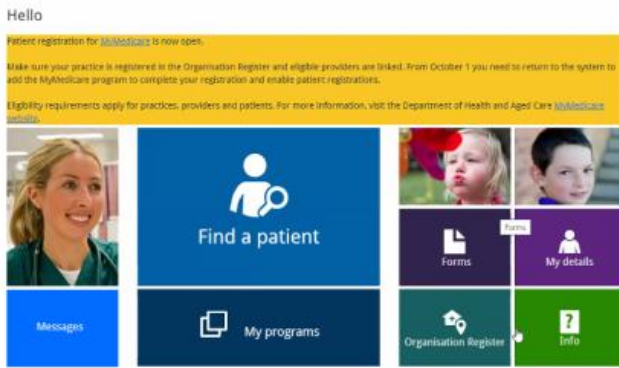 Hello
Patient registration for MyMedicare is now open.
Make sure your practice is registered in the Organisation Register and eligible providers are linked. From October 1 you need to return to the system to
add the MyMedicare program to complete your registration and enable patient registrations.
Eligibility requirements apply for practices, providers and patients. For more information, visit the Department of Health and Aged Care MyMedicare
website.
Find a patient
Forms
Forms
My details
Messages
My programs
Organisation Register
Info